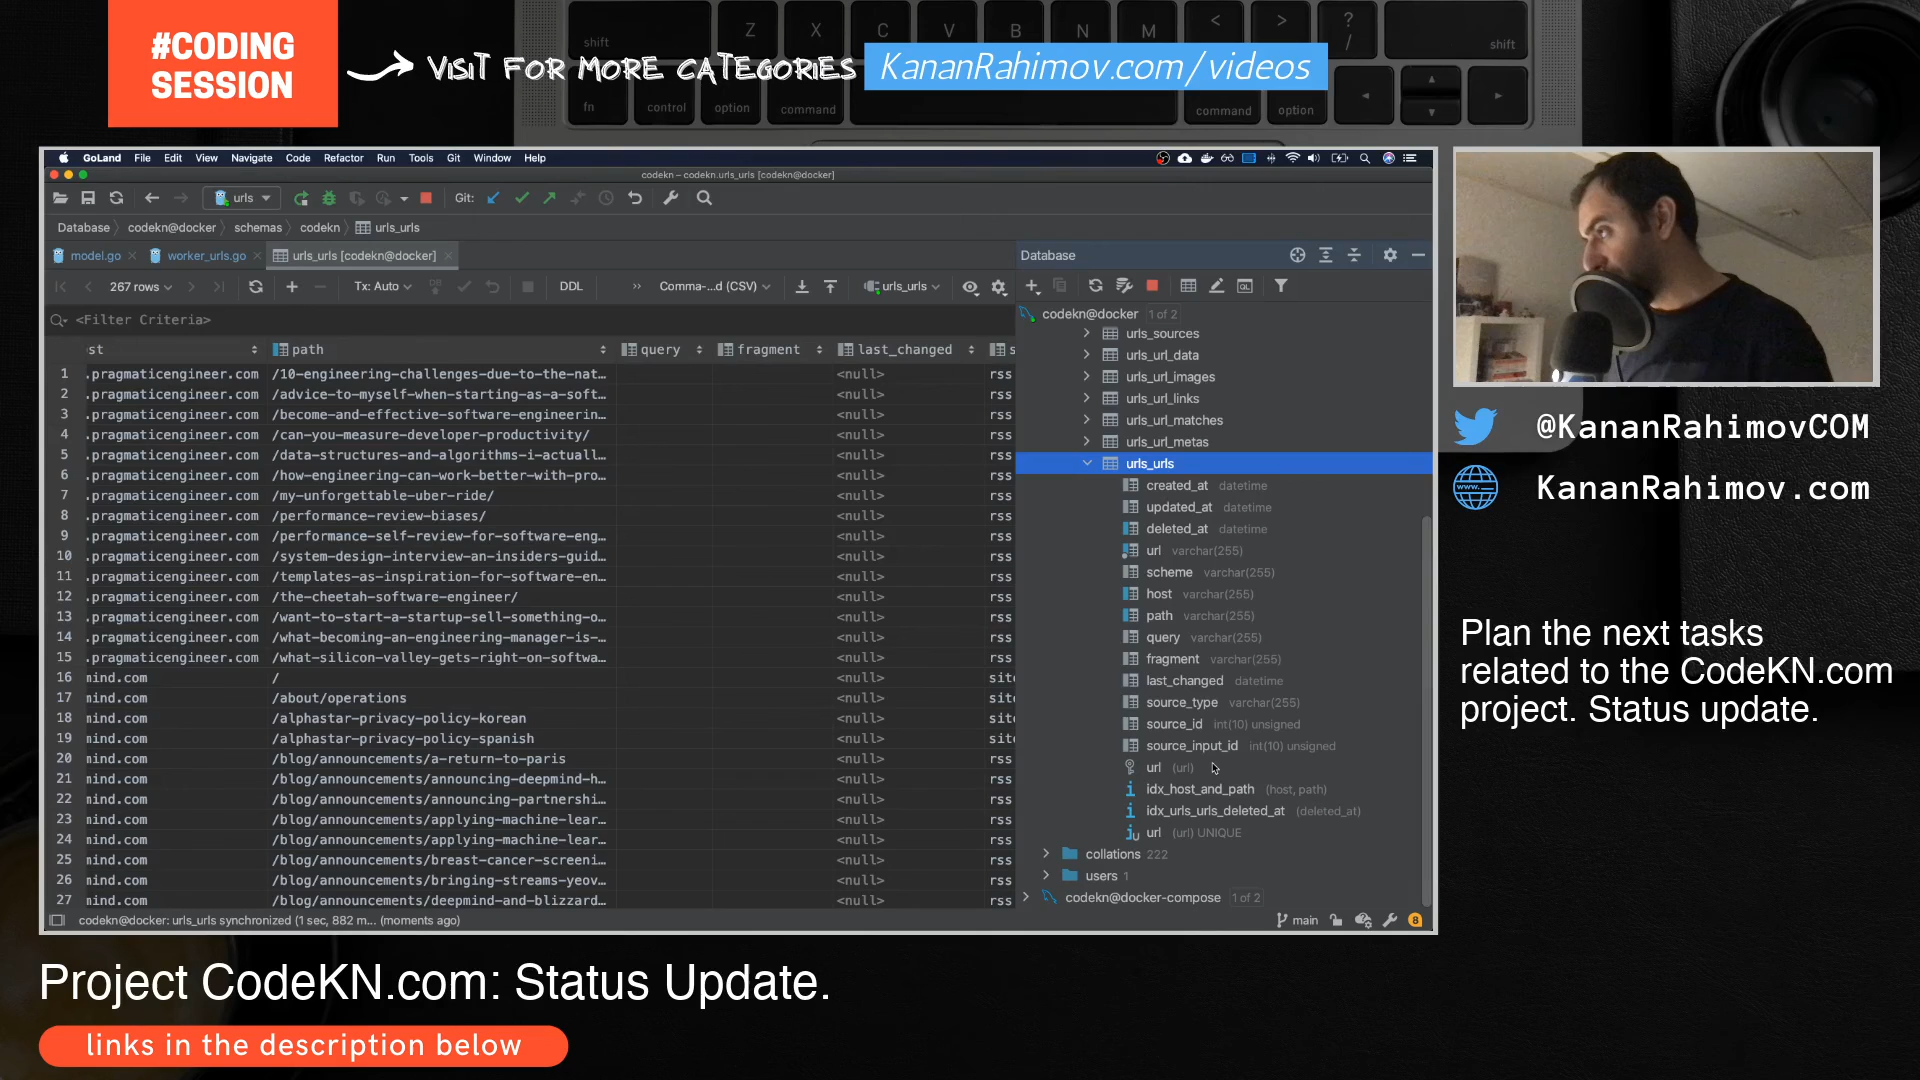 #CODING
SESSION
VISIT FOR MORE CATEGORIES
KananRahimov.com/videos
shift Z X C V B N M < > ? / shift
fn control option command command option
GoLand File Edit View Navigate Code Refactor Run Tools Git Window Help
codekn – codekn.urls_urls [codekn@docker]
urls Git:
Database codekn@docker schemas codekn urls_urls
model.go worker_urls.go urls_urls [codekn@docker]
267 rows Tx: Auto DDL Comma-...d (CSV) urls_urls
<Filter Criteria>
st path query fragment last_changed s
1 .pragmaticengineer.com /10-engineering-challenges-due-to-the-nat… <null> rss
2 .pragmaticengineer.com /advice-to-myself-when-starting-as-a-soft… <null> rss
3 .pragmaticengineer.com /become-and-effective-software-engineerin… <null> rss
4 .pragmaticengineer.com /can-you-measure-developer-productivity/ <null> rss
5 .pragmaticengineer.com /data-structures-and-algorithms-i-actuall… <null> rss
6 .pragmaticengineer.com /how-engineering-can-work-better-with-pro… <null> rss
7 .pragmaticengineer.com /my-unforgettable-uber-ride/ <null> rss
8 .pragmaticengineer.com /performance-review-biases/ <null> rss
9 .pragmaticengineer.com /performance-self-review-for-software-eng… <null> rss
10 .pragmaticengineer.com /system-design-interview-an-insiders-guid… <null> rss
11 .pragmaticengineer.com /templates-as-inspiration-for-software-en… <null> rss
12 .pragmaticengineer.com /the-cheetah-software-engineer/ <null> rss
13 .pragmaticengineer.com /want-to-start-a-startup-sell-something-o… <null> rss
14 .pragmaticengineer.com /what-becoming-an-engineering-manager-is-… <null> rss
15 .pragmaticengineer.com /what-silicon-valley-gets-right-on-softwa… <null> rss
16 mind.com / <null> site
17 mind.com /about/operations <null> site
18 mind.com /alphastar-privacy-policy-korean <null> site
19 mind.com /alphastar-privacy-policy-spanish <null> site
20 mind.com /blog/announcements/a-return-to-paris <null> rss
21 mind.com /blog/announcements/announcing-deepmind-h… <null> rss
22 mind.com /blog/announcements/announcing-partnershi… <null> rss
23 mind.com /blog/announcements/applying-machine-lear… <null> rss
24 mind.com /blog/announcements/applying-machine-lear… <null> rss
25 mind.com /blog/announcements/breast-cancer-screeni… <null> rss
26 mind.com /blog/announcements/bringing-streams-yeov… <null> rss
27 mind.com /blog/announcements/deepmind-and-blizzard… <null> rss
codekn@docker: urls_urls synchronized (1 sec, 882 m... (moments ago)
Database
codekn@docker 1 of 2
urls_sources
urls_url_data
urls_url_images
urls_url_links
urls_url_matches
urls_url_metas
urls_urls
created_at datetime
updated_at datetime
deleted_at datetime
url varchar(255)
scheme varchar(255)
host varchar(255)
path varchar(255)
query varchar(255)
fragment varchar(255)
last_changed datetime
source_type varchar(255)
source_id int(10) unsigned
source_input_id int(10) unsigned
url (url)
idx_host_and_path (host, path)
idx_urls_urls_deleted_at (deleted_at)
url (url) UNIQUE
collations 222
users 1
codekn@docker-compose 1 of 2
main 8
@KananRahimovCOM
www...
KananRahimov.com
Plan the next tasks
related to the CodeKN.com
project. Status update.
Project CodeKN.com: Status Update.
links in the description below